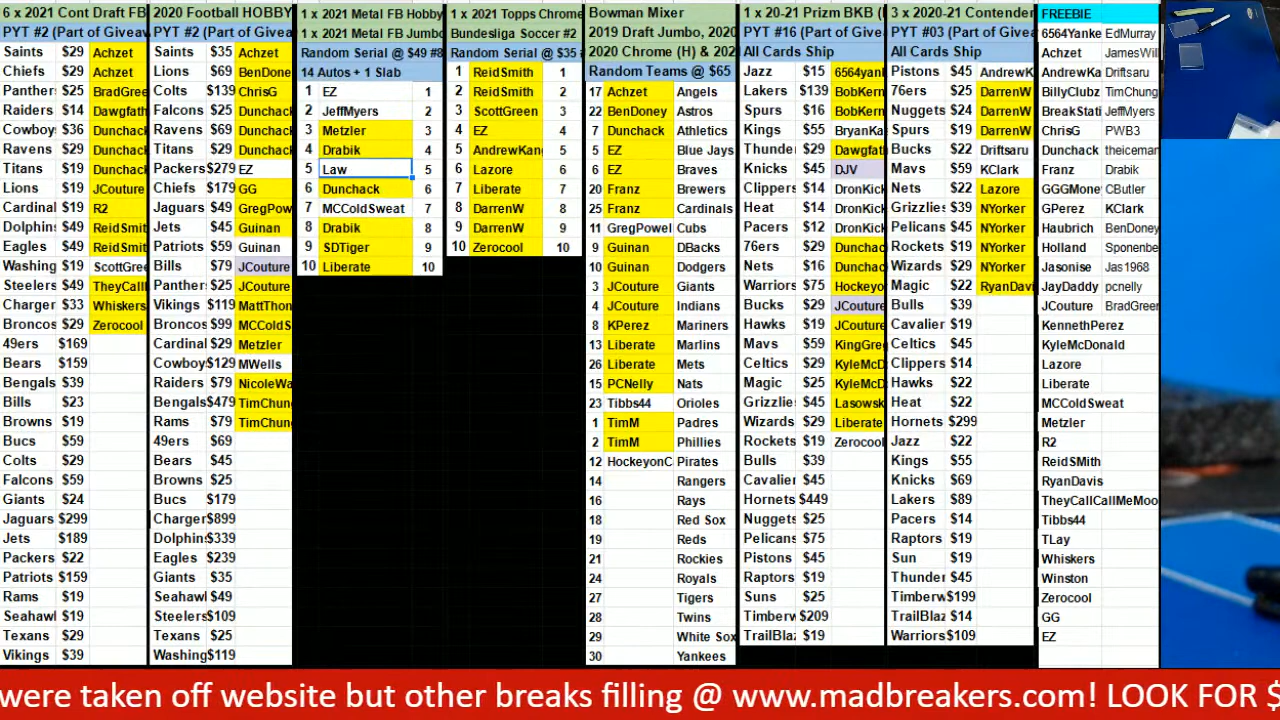 6 x 2021 Cont Draft FB
PYT #2 (Part of Giveaw
Saints $29 Achzet
Chiefs $29 Achzet
Panther $25 BradGree
Raiders $14 Dawgfath
Cowboy $36 Dunchack
Ravens $29 Dunchack
Titans $19 Dunchack
Lions $19 JCouture
Cardinal $19 R2
Dolphin $49 ReidSmit
Eagles $49 ReidSmit
Washing $19 ScottGree
Steelers $49 TheyCalll
Charger $33 Whiskers
Broncos $29 Zerocool
49ers $169
Bears $159
Bengals $39
Bills $23
Browns $19
Bucs $59
Colts $29
Falcons $59
Giants $24
Jaguars $299
Jets $189
Packers $22
Patriots $159
Rams $19
Seahawl $19
Texans $29
Vikings $39
2020 Football HOBBY
PYT #2 (Part of Giveaw
Saints $35 Achzet
Lions $69 BenDone
Colts $139 ChrisG
Falcons $25 Dunchack
Ravens $69 Dunchack
Titans $29 Dunchack
Packers $279 EZ
Chiefs $179 GG
Jaguars $49 GregPow
Jets $45 Guinan
Patriots $59 Guinan
Bills $79 JCouture
Panther $25 JCouture
Vikings $119 MattThon
Broncos $99 MCColdS
Cardinal $29 Metzler
Cowboy $129 MWells
Raiders $79 NicoleWa
Bengals $479 TimChun
Rams $79 TimChun
49ers $69
Bears $45
Browns $25
Bucs $179
Charger $899
Dolphin $339
Eagles $239
Giants $35
Seahawl $49
Steelers $109
Texans $25
Washing $119
1 x 2021 Metal FB Hobby
1 x 2021 Metal FB Jumbo
Random Serial @ $49 #8
14 Autos + 1 Slab
1 EZ 1
2 JeffMyers 2
3 Metzler 3
4 Drabik 4
5 Law 5
6 Dunchack 6
7 MCColdSweat 7
8 Drabik 8
9 SDTiger 9
10 Liberate 10
1 x 2021 Topps Chrome
Bundesliga Soccer #2
Random Serial @ $35 #
1 ReidSmith 1
2 ReidSmith 2
3 ScottGreen 3
4 EZ 4
5 AndrewKan 5
6 Lazore 6
7 Liberate 7
8 DarrenW 8
9 DarrenW 9
10 Zerocool 10
Bowman Mixer
2019 Draft Jumbo, 2020
2020 Chrome (H) & 202
Random Teams @ $65
17 Achzet Angels
22 BenDoney Astros
7 Dunchack Athletics
5 EZ Blue Jays
6 EZ Braves
20 Franz Brewers
25 Franz Cardinals
11 GregPowel Cubs
9 Guinan DBacks
10 Guinan Dodgers
3 JCouture Giants
4 JCouture Indians
8 KPerez Mariners
13 Liberate Marlins
26 Liberate Mets
15 PCNelly Nats
23 Tibbs44 Orioles
1 TimM Padres
2 TimM Phillies
12 HockeyonC Pirates
14 Rangers
16 Rays
18 Red Sox
19 Reds
21 Rockies
24 Royals
27 Tigers
28 Twins
29 White Sox
30 Yankees
1 x 20-21 Prizm BKB (
PYT #16 (Part of Givea
All Cards Ship
Jazz $15 6564yanl
Lakers $139 BobKern
Spurs $16 BobKern
Kings $55 BryanKa
Thunder $29 Dawgfatl
Knicks $45 DJV
Clippers $14 DronKick
Heat $14 DronKick
Pacers $12 DronKick
76ers $29 Dunchac
Nets $16 Dunchac
Warriors $75 Hockeyo
Bucks $29 JCouture
Hawks $19 JCouture
Mavs $59 KingGre
Celtics $29 KyleMcD
Magic $25 KyleMcD
Grizzlie $45 Lasowsk
Wizards $29 Liberate
Rockets $19 Zerocool
Bulls $39
Cavalier $45
Hornets $449
Nuggets $25
Pelicans $75
Pistons $45
Raptors $19
Suns $25
Timberw $209
TrailBlaz $19
3 x 2020-21 Contender
PYT #03 (Part of Givea
All Cards Ship
Pistons $45 AndrewK
76ers $25 DarrenW
Nuggets $24 DarrenW
Spurs $19 DarrenW
Bucks $22 Driftsaru
Mavs $59 KClark
Nets $22 Lazore
Grizzlies $39 NYorker
Pelicans $45 NYorker
Rockets $19 NYorker
Wizards $29 NYorker
Magic $22 RyanDavi
Bulls $39
Cavalier $19
Celtics $45
Clippers $14
Hawks $22
Heat $22
Hornets $299
Jazz $22
Kings $55
Knicks $69
Lakers $89
Pacers $14
Raptors $19
Sun $19
Thunder $45
Timberw $199
TrailBlaz $14
Warriors $109
FREEBIE
6564Yanke EdMurray
Achzet JamesWil
AndrewKa Driftsaru
BillyClubz TimChung
BreakStati JeffMyers
ChrisG PWB3
Dunchack theiceman
Franz Drabik
GGGMone CButler
GPerez KClark
Haubrich BenDoney
Holland Sponenbe
Jasonise Jas1968
JayDaddy pcnelly
JCouture BradGreen
KennethPerez
KyleMcDonald
Lazore
Liberate
MCColdSweat
Metzler
R2
ReidSMith
RyanDavis
TheyCallCallMeMoo
Tibbs44
TLay
Whiskers
Winston
Zerocool
GG
EZ
were taken off website but other breaks filling @ www.madbreakers.com! LOOK FOR $